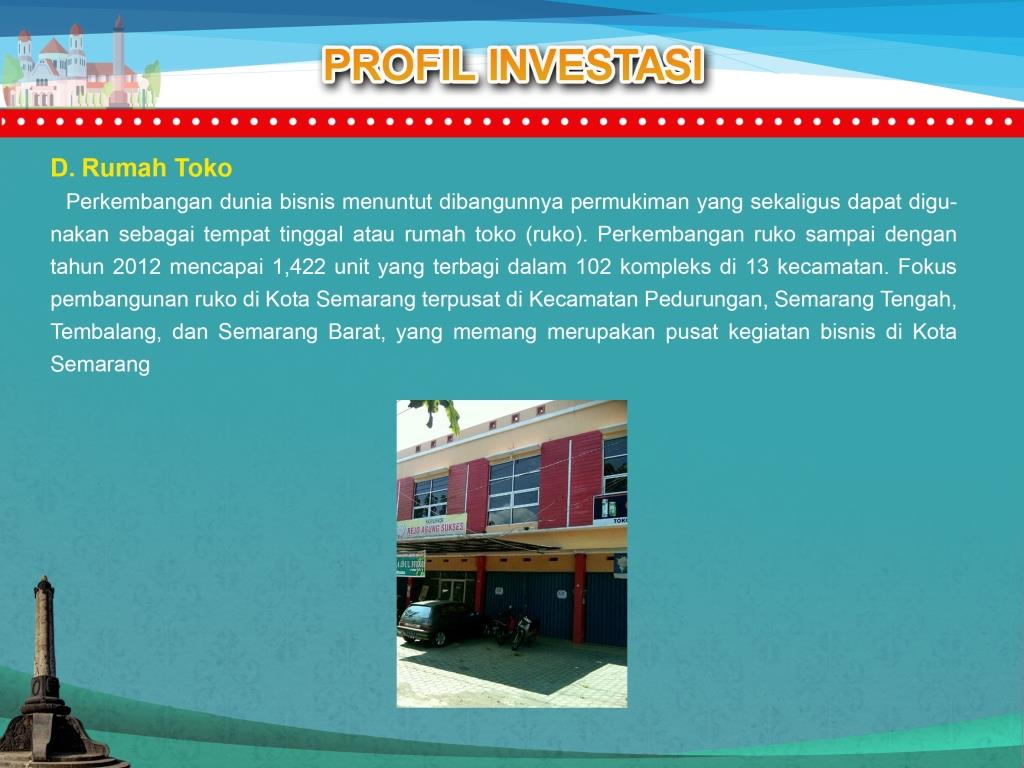 PROFIL INVESTASI
D. Rumah Toko
Perkembangan dunia bisnis menuntut dibangunnya permukiman yang sekaligus dapat digu-
nakan sebagai tempat tinggal atau rumah toko (ruko). Perkembangan ruko sampai dengan
tahun 2012 mencapai 1,422 unit yang terbagi dalam 102 kompleks di 13 kecamatan. Fokus
pembangunan ruko di Kota Semarang terpusat di Kecamatan Pedurungan, Semarang Tengah,
Tembalang, dan Semarang Barat, yang memang merupakan pusat kegiatan bisnis di Kota
Semarang
REJO AGUNG SUKSES
TOKO